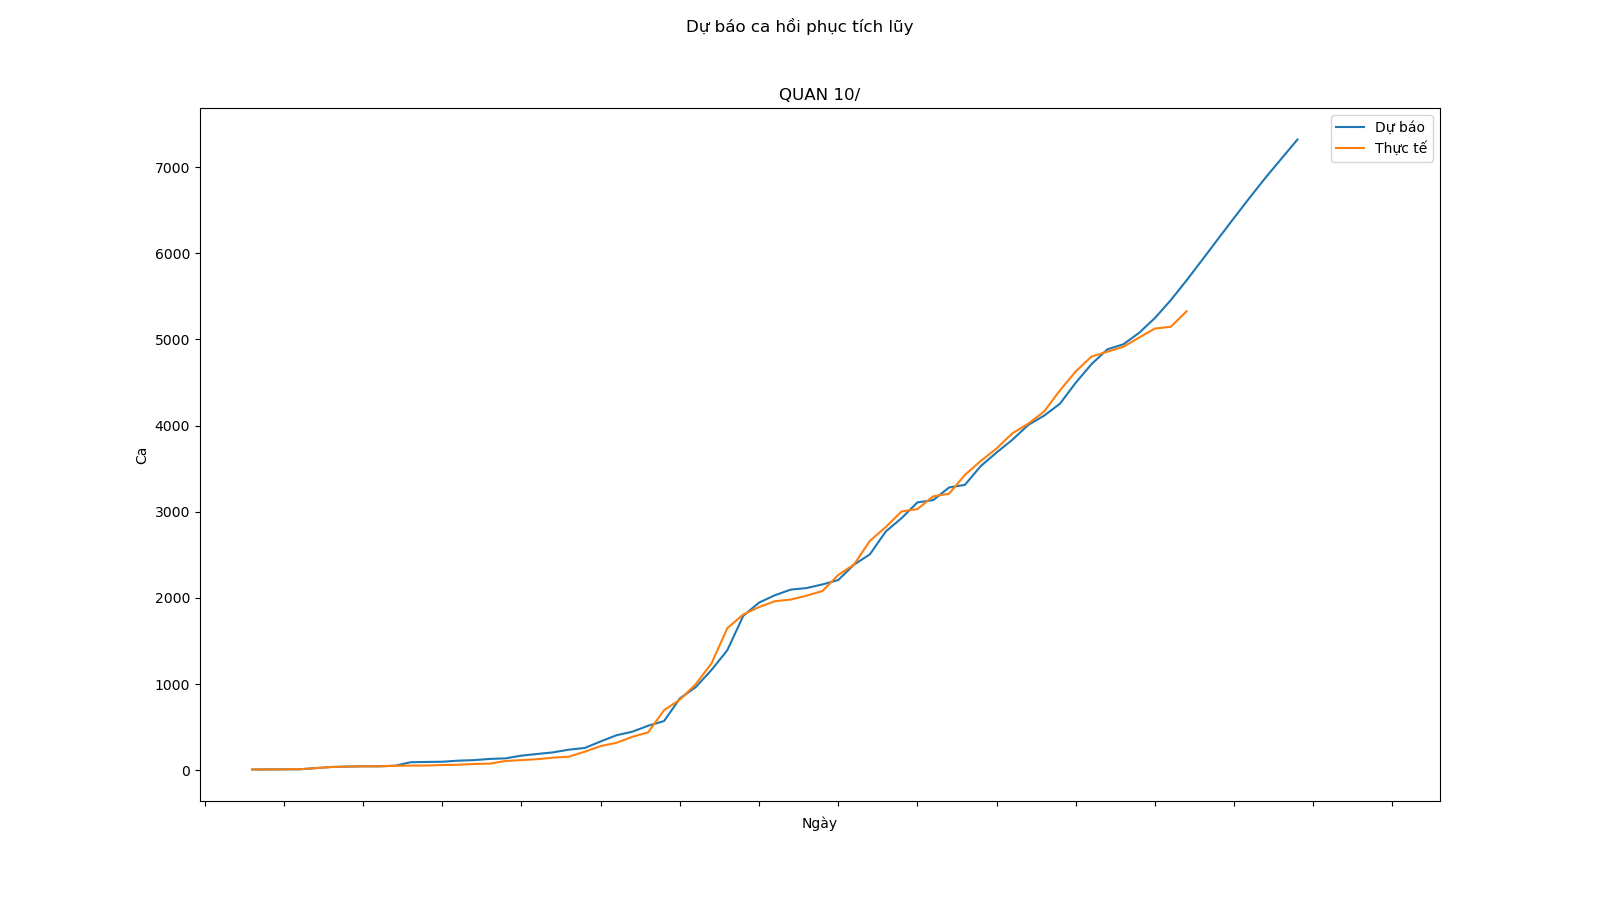 Dự báo ca hồi phục tích lũy
QUAN 10/
Dự báo
Thực tế
7000
6000
5000
4000
3000
2000
1000
0
Ca
Ngày